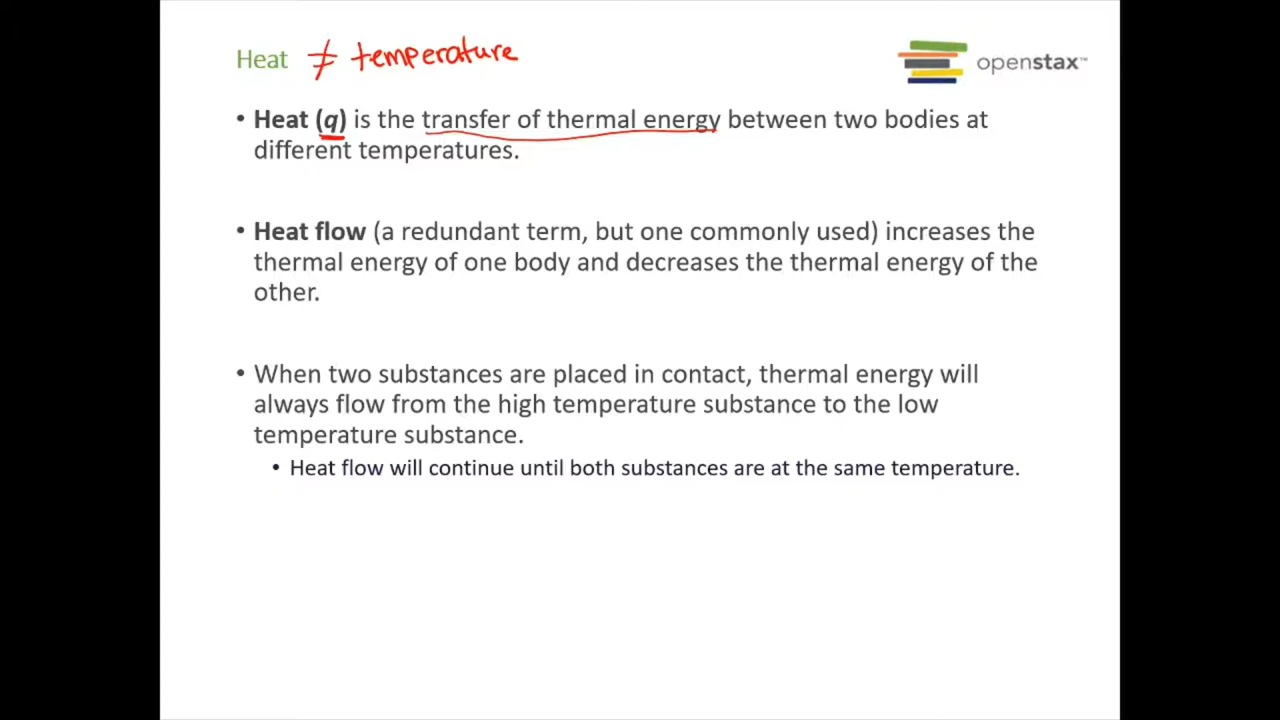 Heat ≠ temperature
openstax™
• Heat (q) is the transfer of thermal energy between two bodies at
different temperatures.
• Heat flow (a redundant term, but one commonly used) increases the
thermal energy of one body and decreases the thermal energy of the
other.
• When two substances are placed in contact, thermal energy will
always flow from the high temperature substance to the low
temperature substance.
• Heat flow will continue until both substances are at the same temperature.